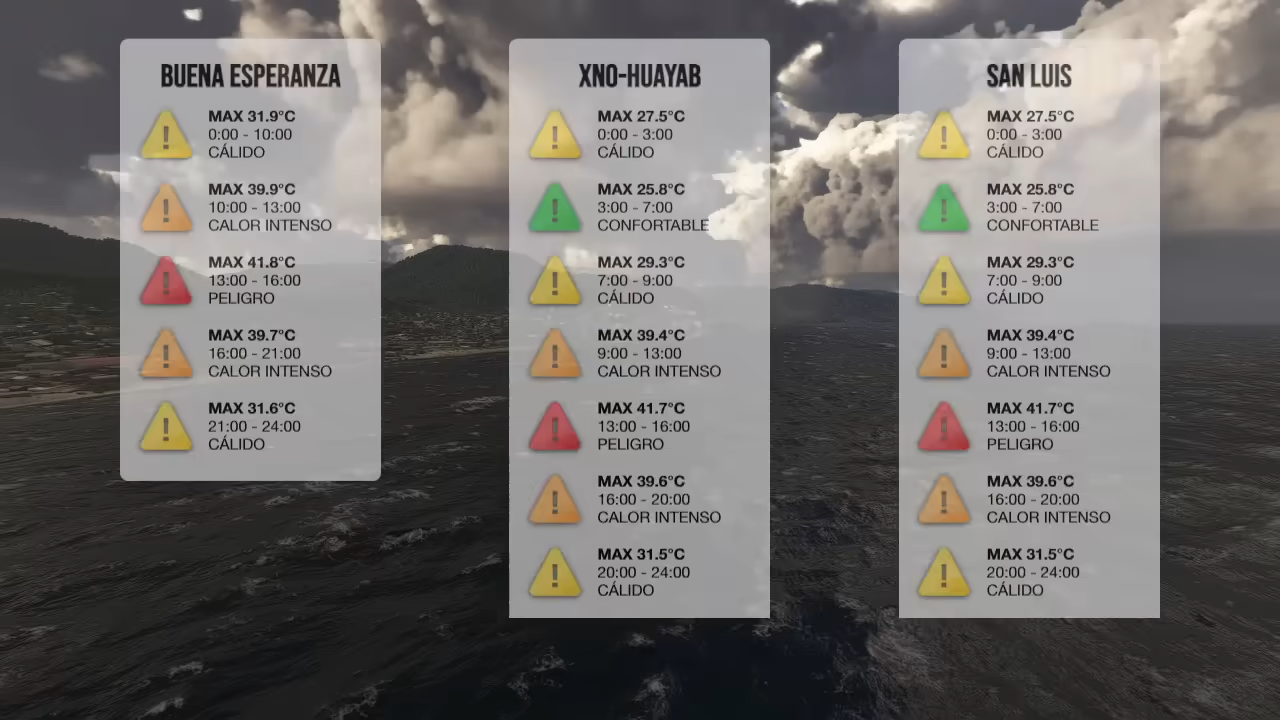 BUENA ESPERANZA
MAX 31.9°C
0:00 - 10:00
CÁLIDO
MAX 39.9°C
10:00 - 13:00
CALOR INTENSO
MAX 41.8°C
13:00 - 16:00
PELIGRO
MAX 39.7°C
16:00 - 21:00
CALOR INTENSO
MAX 31.6°C
21:00 - 24:00
CÁLIDO
XNO-HUAYAB
MAX 27.5°C
0:00 - 3:00
CÁLIDO
MAX 25.8°C
3:00 - 7:00
CONFORTABLE
MAX 29.3°C
7:00 - 9:00
CÁLIDO
MAX 39.4°C
9:00 - 13:00
CALOR INTENSO
MAX 41.7°C
13:00 - 16:00
PELIGRO
MAX 39.6°C
16:00 - 20:00
CALOR INTENSO
MAX 31.5°C
20:00 - 24:00
CÁLIDO
SAN LUIS
MAX 27.5°C
0:00 - 3:00
CÁLIDO
MAX 25.8°C
3:00 - 7:00
CONFORTABLE
MAX 29.3°C
7:00 - 9:00
CÁLIDO
MAX 39.4°C
9:00 - 13:00
CALOR INTENSO
MAX 41.7°C
13:00 - 16:00
PELIGRO
MAX 39.6°C
16:00 - 20:00
CALOR INTENSO
MAX 31.5°C
20:00 - 24:00
CÁLIDO